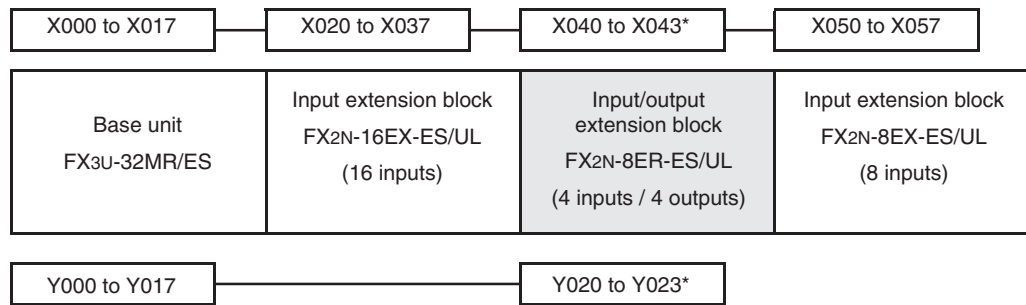 X000 to X017
X020 to X037
X040 to X043*
X050 to X057
Base unit
FX3U-32MR/ES
Input extension block
FX2N-16EX-ES/UL
(16 inputs)
Input/output
extension block
FX2N-8ER-ES/UL
(4 inputs / 4 outputs)
Input extension block
FX2N-8EX-ES/UL
(8 inputs)
Y000 to Y017
Y020 to Y023*